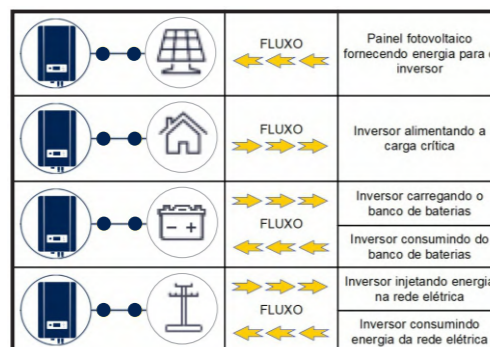 FLUXO
Painel fotovoltaico
fornecendo energia para o
inversor
FLUXO
Inversor alimentando a
carga crítica
FLUXO
Inversor carregando o
banco de baterias
Inversor consumindo do
banco de baterias
FLUXO
Inversor injetando energia
na rede elétrica
Inversor consumindo
energia da rede elétrica